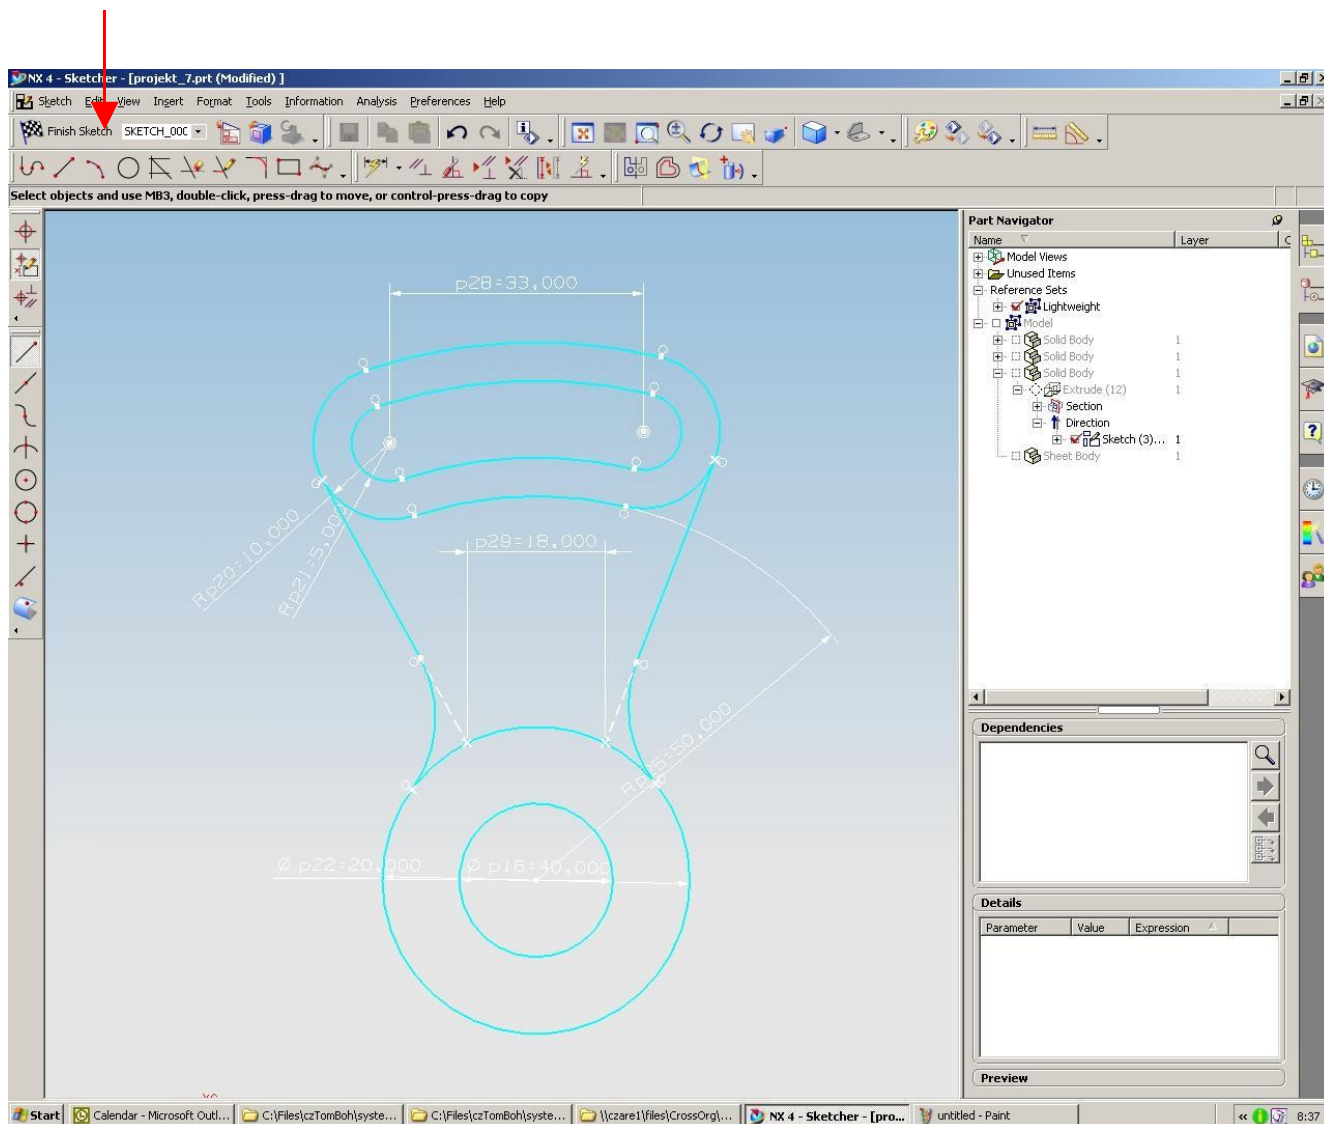 NX 4 - Sketcher - [projekt_7.prt (Modified) ]
Sketch Edit View Insert Format Tools Information Analysis Preferences Help
Finish Sketch SKETCH_00C
Select objects and use MB3, double-click, press-drag to move, or control-press-drag to copy
Part Navigator
Name Layer C
Model Views
Unused Items
Reference Sets
Lightweight
Model
Solid Body 1
Solid Body 1
Solid Body 1
Extrude (12) 1
Section
Direction
Sketch (3)... 1
Sheet Body 1
p28=33,000
p29=18,000
Rp20=10,000
Rp21=5,000
Rp25=50,000
Ø p22=20,000 Ø p16=40,000
Dependencies
Details
Parameter Value Expression
Preview
XC
Start Calendar - Microsoft Outl... C:\Files\czTomBoh\syste... C:\Files\czTomBoh\syste... \\czare1\files\CrossOrg\... NX 4 - Sketcher - [pro... untitled - Paint « 8:37